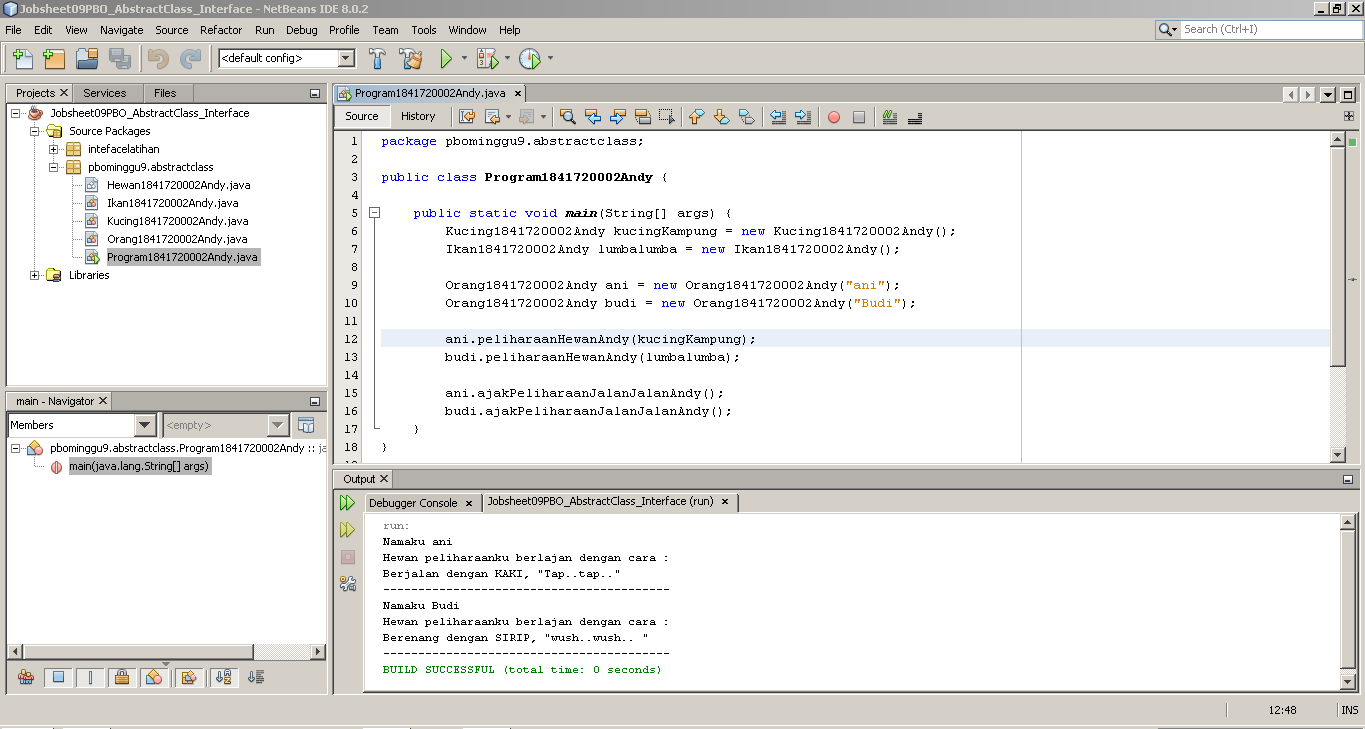 Jobsheet09PBO_AbstractClass_Interface - NetBeans IDE 8.0.2
File Edit View Navigate Source Refactor Run Debug Profile Team Tools Window Help
Search (Ctrl+I)
<default config>
Projects Services Files
Jobsheet09PBO_AbstractClass_Interface
Source Packages
intefacelatihan
pbominggu9.abstractclass
Hewan1841720002Andy.java
Ikan1841720002Andy.java
Kucing1841720002Andy.java
Orang1841720002Andy.java
Program1841720002Andy.java
Libraries
main - Navigator
Members <empty>
pbominggu9.abstractclass.Program1841720002Andy :: ja
main(java.lang.String[] args)
Program1841720002Andy.java
Source History
1 package pbominggu9.abstractclass;
2
3 public class Program1841720002Andy {
4
5 public static void main(String[] args) {
6 Kucing1841720002Andy kucingKampung = new Kucing1841720002Andy();
7 Ikan1841720002Andy lumbalumba = new Ikan1841720002Andy();
8
9 Orang1841720002Andy ani = new Orang1841720002Andy("ani");
10 Orang1841720002Andy budi = new Orang1841720002Andy("Budi");
11
12 ani.peliharaanHewanAndy(kucingKampung);
13 budi.peliharaanHewanAndy(lumbalumba);
14
15 ani.ajakPeliharaanJalanJalanAndy();
16 budi.ajakPeliharaanJalanJalanAndy();
17 }
18 }
Output
Debugger Console Jobsheet09PBO_AbstractClass_Interface (run)
run:
Namaku ani
Hewan peliharaanku berlajan dengan cara :
Berjalan dengan KAKI, "Tap..tap.."
-----------------------------------------
Namaku Budi
Hewan peliharaanku berlajan dengan cara :
Berenang dengan SIRIP, "wush..wush.. "
-----------------------------------------
BUILD SUCCESSFUL (total time: 0 seconds)
12:48 INS